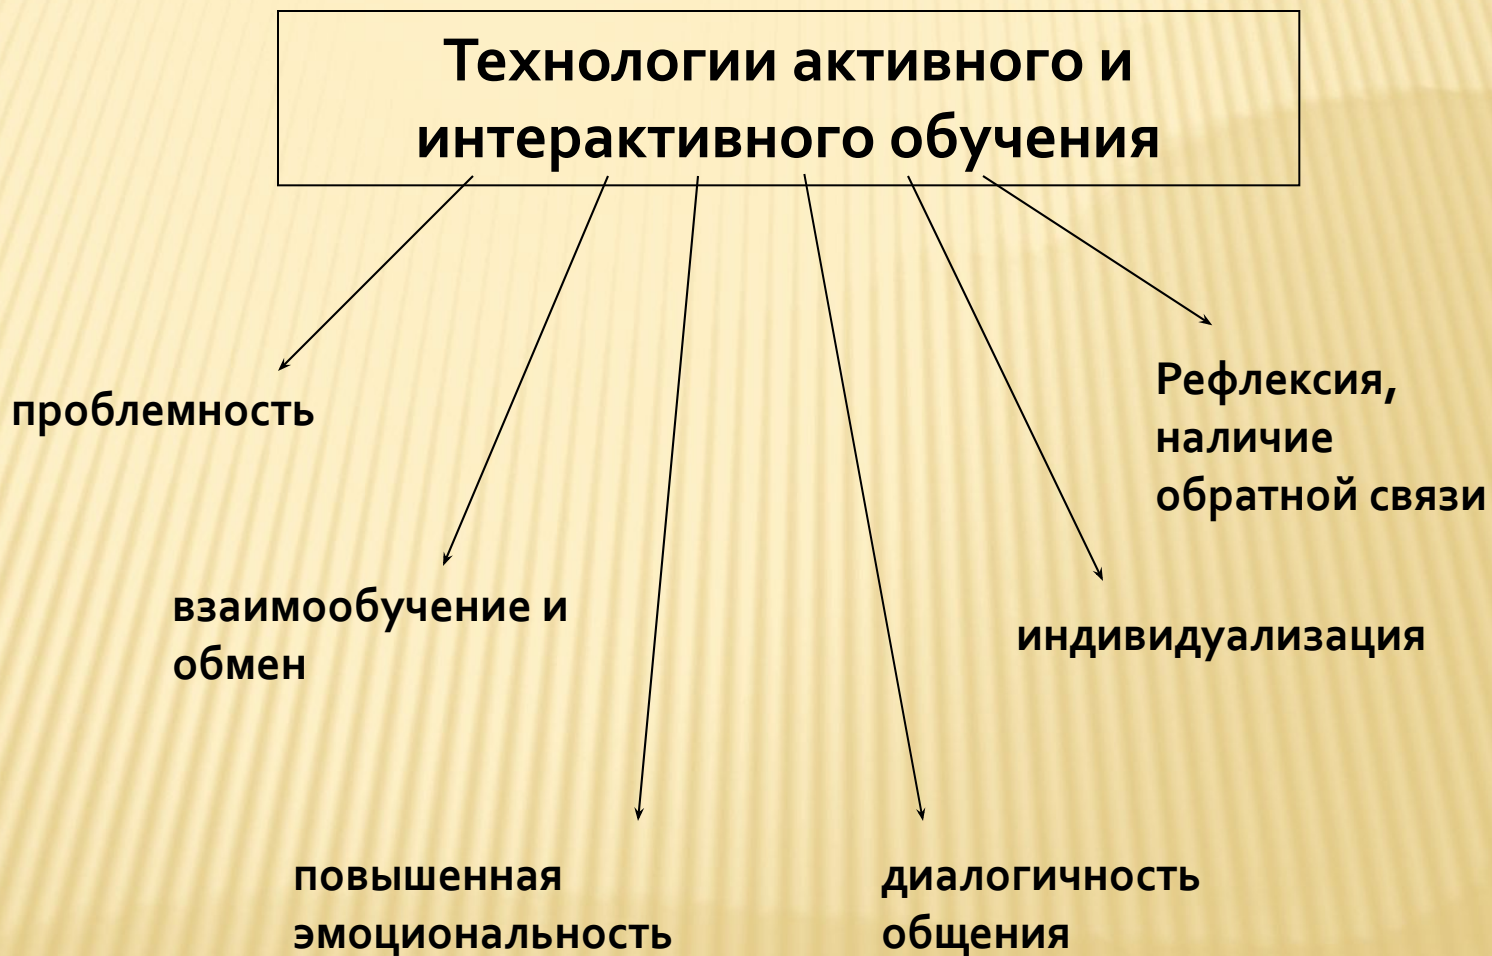 Технологии активного и
интерактивного обучения
проблемность
взаимообучение и
обмен
повышенная
эмоциональность
диалогичность
общения
индивидуализация
Рефлексия,
наличие
обратной связи